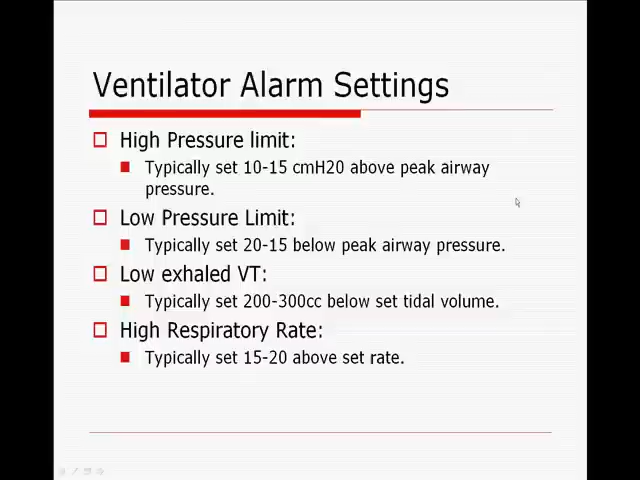 Ventilator Alarm Settings
High Pressure limit:
Typically set 10-15 cmH20 above peak airway
pressure.
Low Pressure Limit:
Typically set 20-15 below peak airway pressure.
Low exhaled VT:
Typically set 200-300cc below set tidal volume.
High Respiratory Rate:
Typically set 15-20 above set rate.